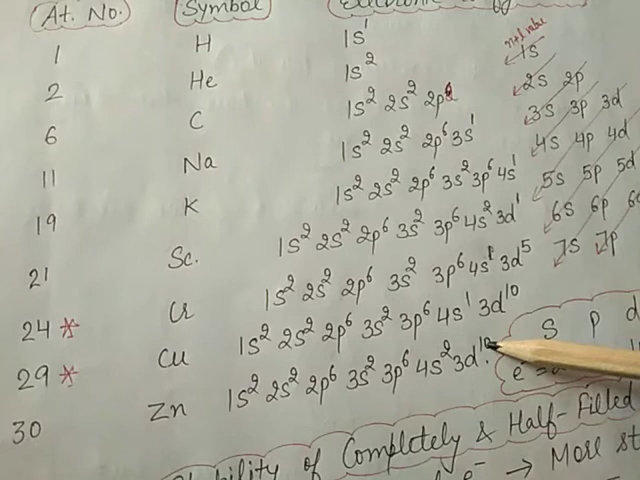 At. No. Symbol
1 H 1s¹
2 He 1s²
6 C 1s² 2s² 2p²
11 Na 1s² 2s² 2p⁶ 3s¹
19 K 1s² 2s² 2p⁶ 3s² 3p⁶ 4s¹
21 Sc. 1s² 2s² 2p⁶ 3s² 3p⁶ 4s² 3d¹
24 * Cr 1s² 2s² 2p⁶ 3s² 3p⁶ 4s¹ 3d⁵
29 * Cu 1s² 2s² 2p⁶ 3s² 3p⁶ 4s¹ 3d¹⁰
30 Zn 1s² 2s² 2p⁶ 3s² 3p⁶ 4s² 3d¹⁰.
n+l rule
1s
2s 2p
3s 3p 3d
4s 4p 4d
5s 5p 5d
6s 6p
7s 7p
s p d
of Completely & Half-Filled
e⁻ → More